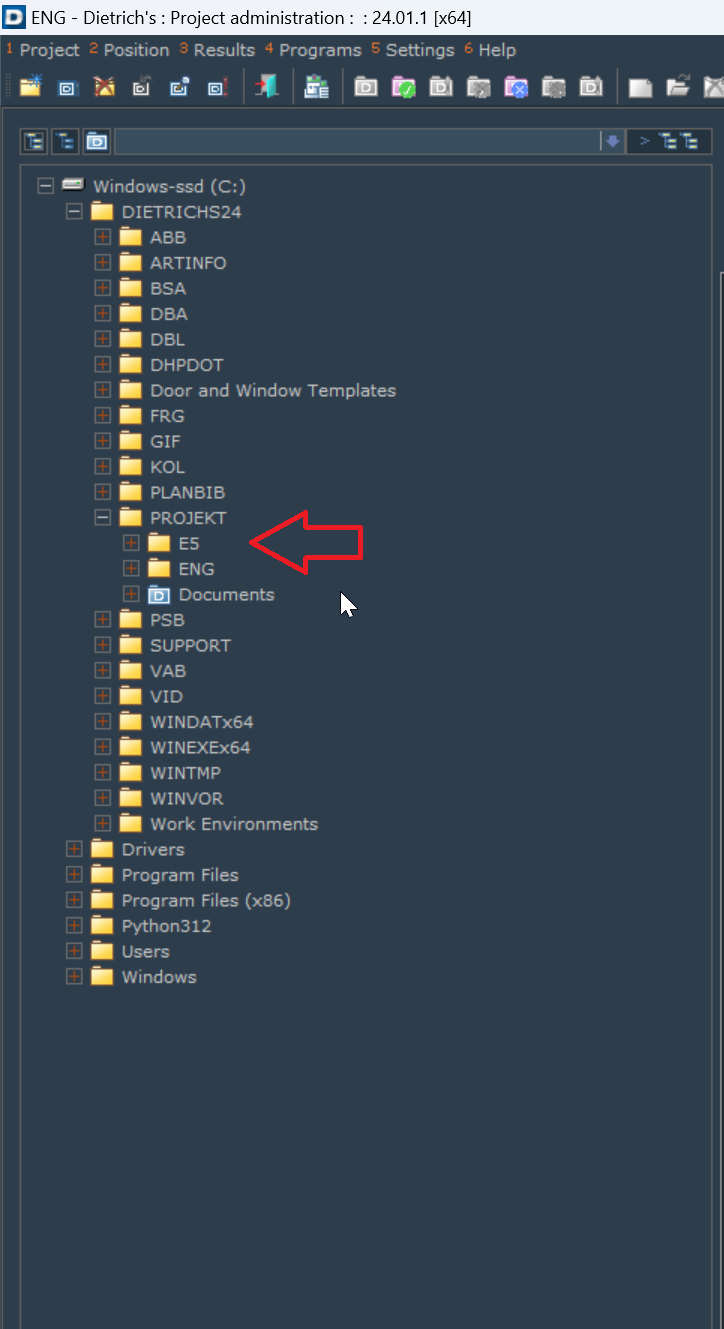 ENG - Dietrich's : Project administration : : 24.01.1 [x64]
1 Project 2 Position 3 Results 4 Programs 5 Settings 6 Help
Windows-ssd (C:)
DIETRICHS24
ABB
ARTINFO
BSA
DBA
DBL
DHPDOT
Door and Window Templates
FRG
GIF
KOL
PLANBIB
PROJEKT
E5
ENG
Documents
PSB
SUPPORT
VAB
VID
WINDATx64
WINEXEx64
WINTMP
WINVOR
Work Environments
Drivers
Program Files
Program Files (x86)
Python312
Users
Windows